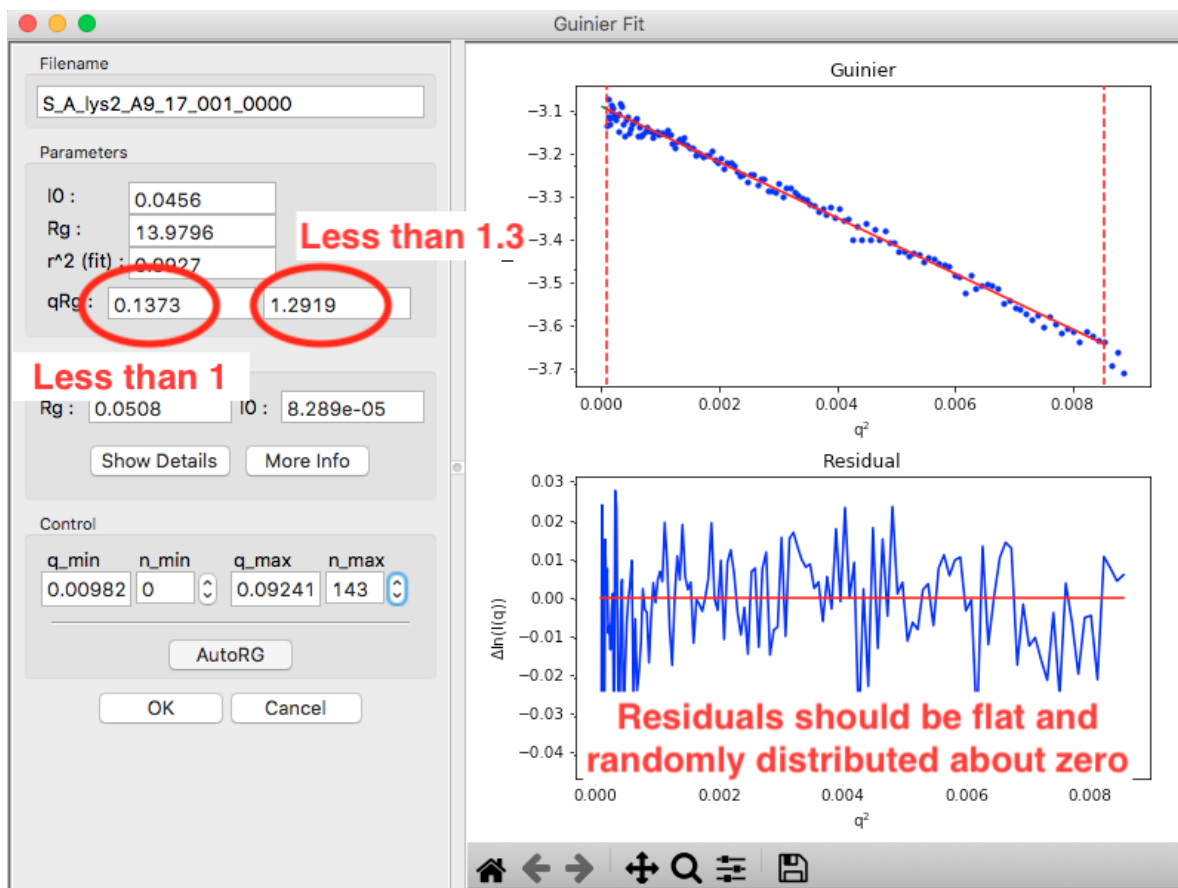 Guinier Fit
Filename
S_A_lys2_A9_17_001_0000
Parameters
I0 :
0.0456
Rg :
13.9796
Less than 1.3
r^2 (fit) :
qRg :
0.1373
1.2919
Less than 1
Rg :
0.0508
I0 :
8.289e-05
Show Details
More Info
Control
q_min
n_min
q_max
n_max
0.00982
0
0.09241
143
AutoRG
OK
Cancel
Guinier
−3.1
−3.2
−3.3
−3.4
−3.5
−3.6
−3.7
0.000
0.002
0.004
0.006
0.008
q²
Residual
0.03
0.02
0.01
0.00
−0.01
−0.02
−0.03
−0.04
Δln(I(q))
Residuals should be flat and
randomly distributed about zero
0.000
0.002
0.004
0.006
0.008
q²